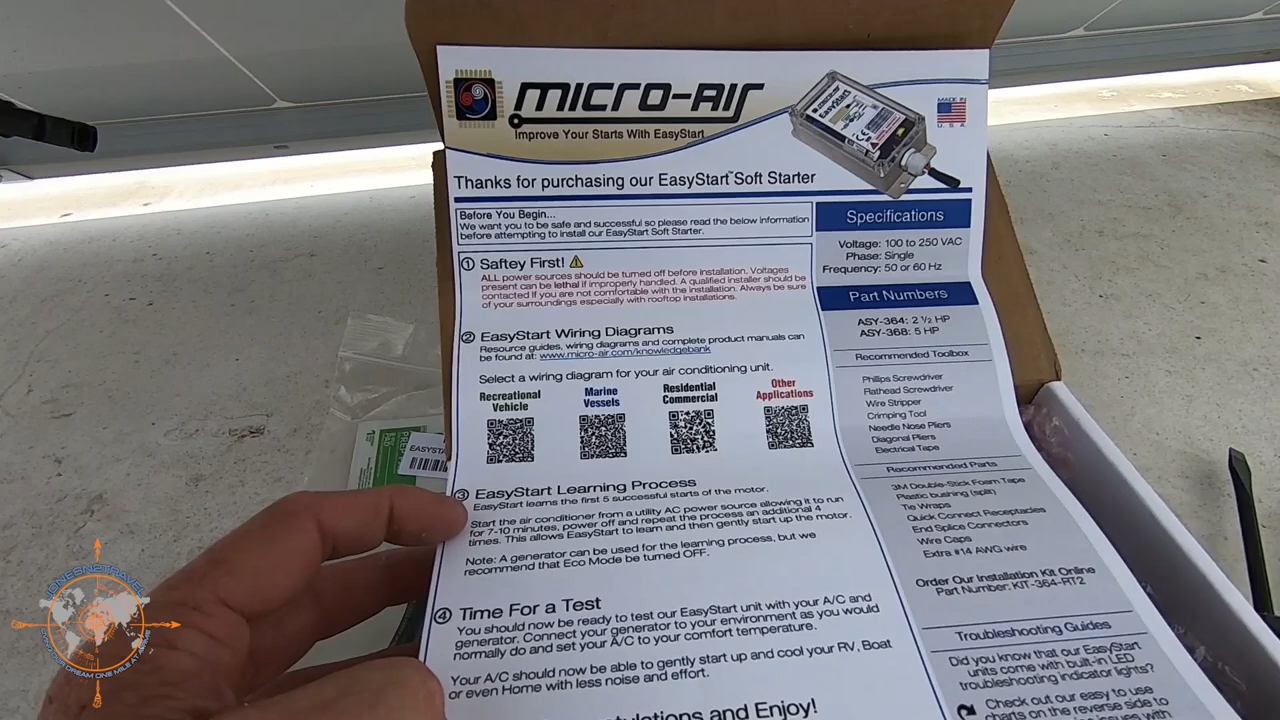 MICRO-AIR
Improve Your Starts With EasyStart
MADE IN
U.S.A
Thanks for purchasing our EasyStart™ Soft Starter
Before You Begin...
We want you to be safe and successful so please read the below information
before attempting to install our EasyStart Soft Starter.
① Saftey First!
ALL power sources should be turned off before installation. Voltages
present can be lethal if improperly handled. A qualified installer should be
contacted if you are not comfortable with the installation. Always be sure
of your surroundings especially with rooftop installations.
② EasyStart Wiring Diagrams
Resource guides, wiring diagrams and complete product manuals can
be found at: www.micro-air.com/knowledgebank
Select a wiring diagram for your air conditioning unit.
Recreational
Vehicle
Marine
Vessels
Residential
Commercial
Other
Applications
③ EasyStart Learning Process
EasyStart learns the first 5 successful starts of the motor.
Start the air conditioner from a utility AC power source allowing it to run
for 7-10 minutes, power off and repeat the process an additional 4
times. This allows EasyStart to learn and then gently start up the motor.
Note: A generator can be used for the learning process, but we
recommend that Eco Mode be turned OFF.
④ Time For a Test
You should now be ready to test our EasyStart unit with your A/C and
generator. Connect your generator to your environment as you would
normally do and set your A/C to your comfort temperature.
Your A/C should now be able to gently start up and cool your RV, Boat
or even Home with less noise and effort.
and Enjoy!
Specifications
Voltage: 100 to 250 VAC
Phase: Single
Frequency: 50 or 60 Hz
Part Numbers
ASY-364: 2 ½ HP
ASY-368: 5 HP
Recommended Toolbox
Phillips Screwdriver
Flathead Screwdriver
Wire Stripper
Crimping Tool
Needle Nose Pliers
Diagonal Pliers
Electrical Tape
Recommended Parts
3M Double-Stick Foam Tape
Plastic bushing (split)
Tie Wraps
Quick Connect Receptacles
End Splice Connectors
Wire Caps
Extra #14 AWG wire
Order Our Installation Kit Online
Part Number: KIT-364-RT2
Troubleshooting Guides
Did you know that our EasyStart
units come with built-in LED
troubleshooting indicator lights?
Check out our easy to use
charts on the reverse side to
with
EasyStart
JONESN2TRAVEL